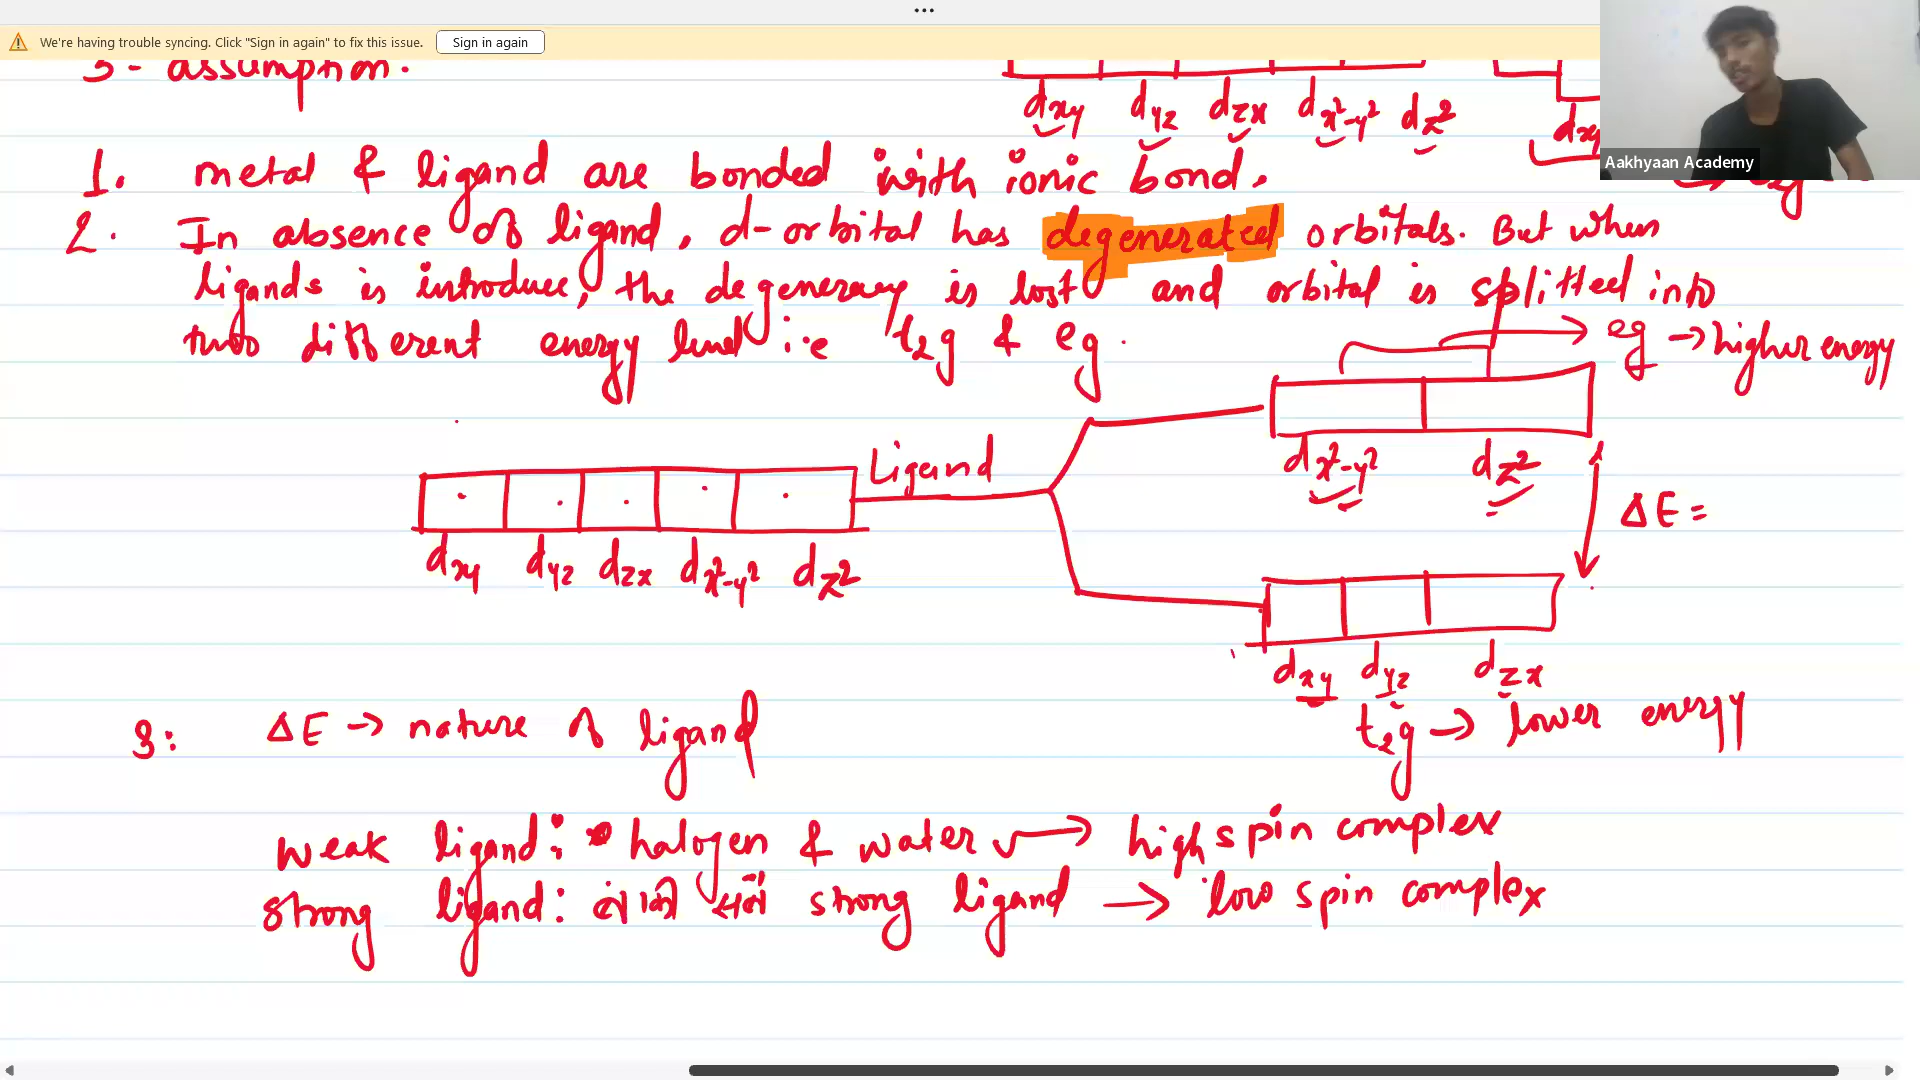 We're having trouble syncing. Click "Sign in again" to fix this issue. Sign in again
3- assumption.
dxy dyz dzx dx²-y² dz² dxy
Aakhyaan Academy
1. metal & ligand are bonded with ionic bond.
2. In absence of ligand, d-orbital has degenerated orbitals. But when
ligands is introduce, the degeneracy is lost and orbital is splitted into
two different energy level i.e t₂g & eg.
eg → higher energy
Ligand
dx²-y² dz²
ΔE =
dxy dyz dzx dx²-y² dz²
dxy dyz dzx
t₂g → lower energy
3: ΔE → nature of ligand
weak ligand: halogen & water → high spin complex
strong ligand: strong ligand → low spin complex